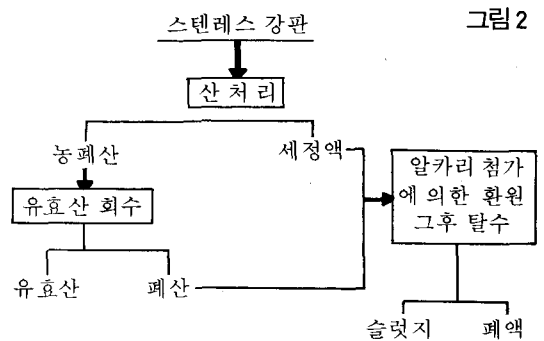 그림 2
스텐레스 강판
산 처 리
농폐산
세정액
알카리 첨가
에 의한 환원
그후 탈수
유효산 회수
유효산
폐산
슬럿지
폐액